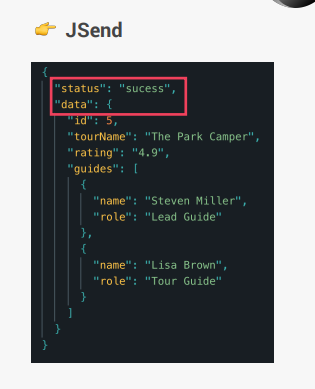 👉 JSend
{
"status": "sucess",
"data": {
"id": 5,
"tourName": "The Park Camper",
"rating": "4.9",
"guides": [
{
"name": "Steven Miller",
"role": "Lead Guide"
},
{
"name": "Lisa Brown",
"role": "Tour Guide"
}
]
}
}